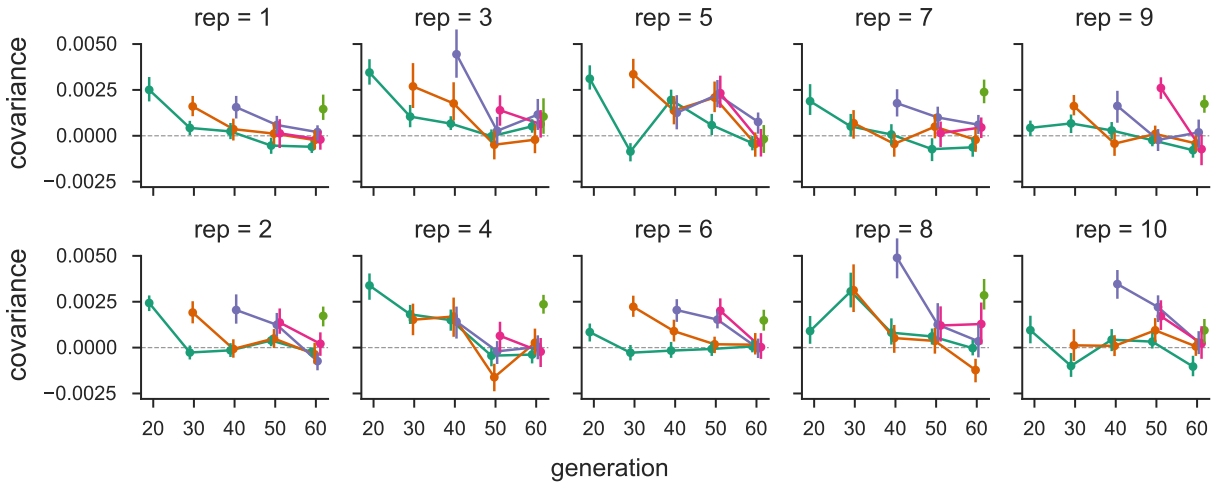 rep = 1 rep = 3 rep = 5 rep = 7 rep = 9
0.0050
0.0025
0.0000
−0.0025
covariance
rep = 2 rep = 4 rep = 6 rep = 8 rep = 10
0.0050
0.0025
0.0000
−0.0025
covariance
20 30 40 50 60 20 30 40 50 60 20 30 40 50 60 20 30 40 50 60 20 30 40 50 60
generation